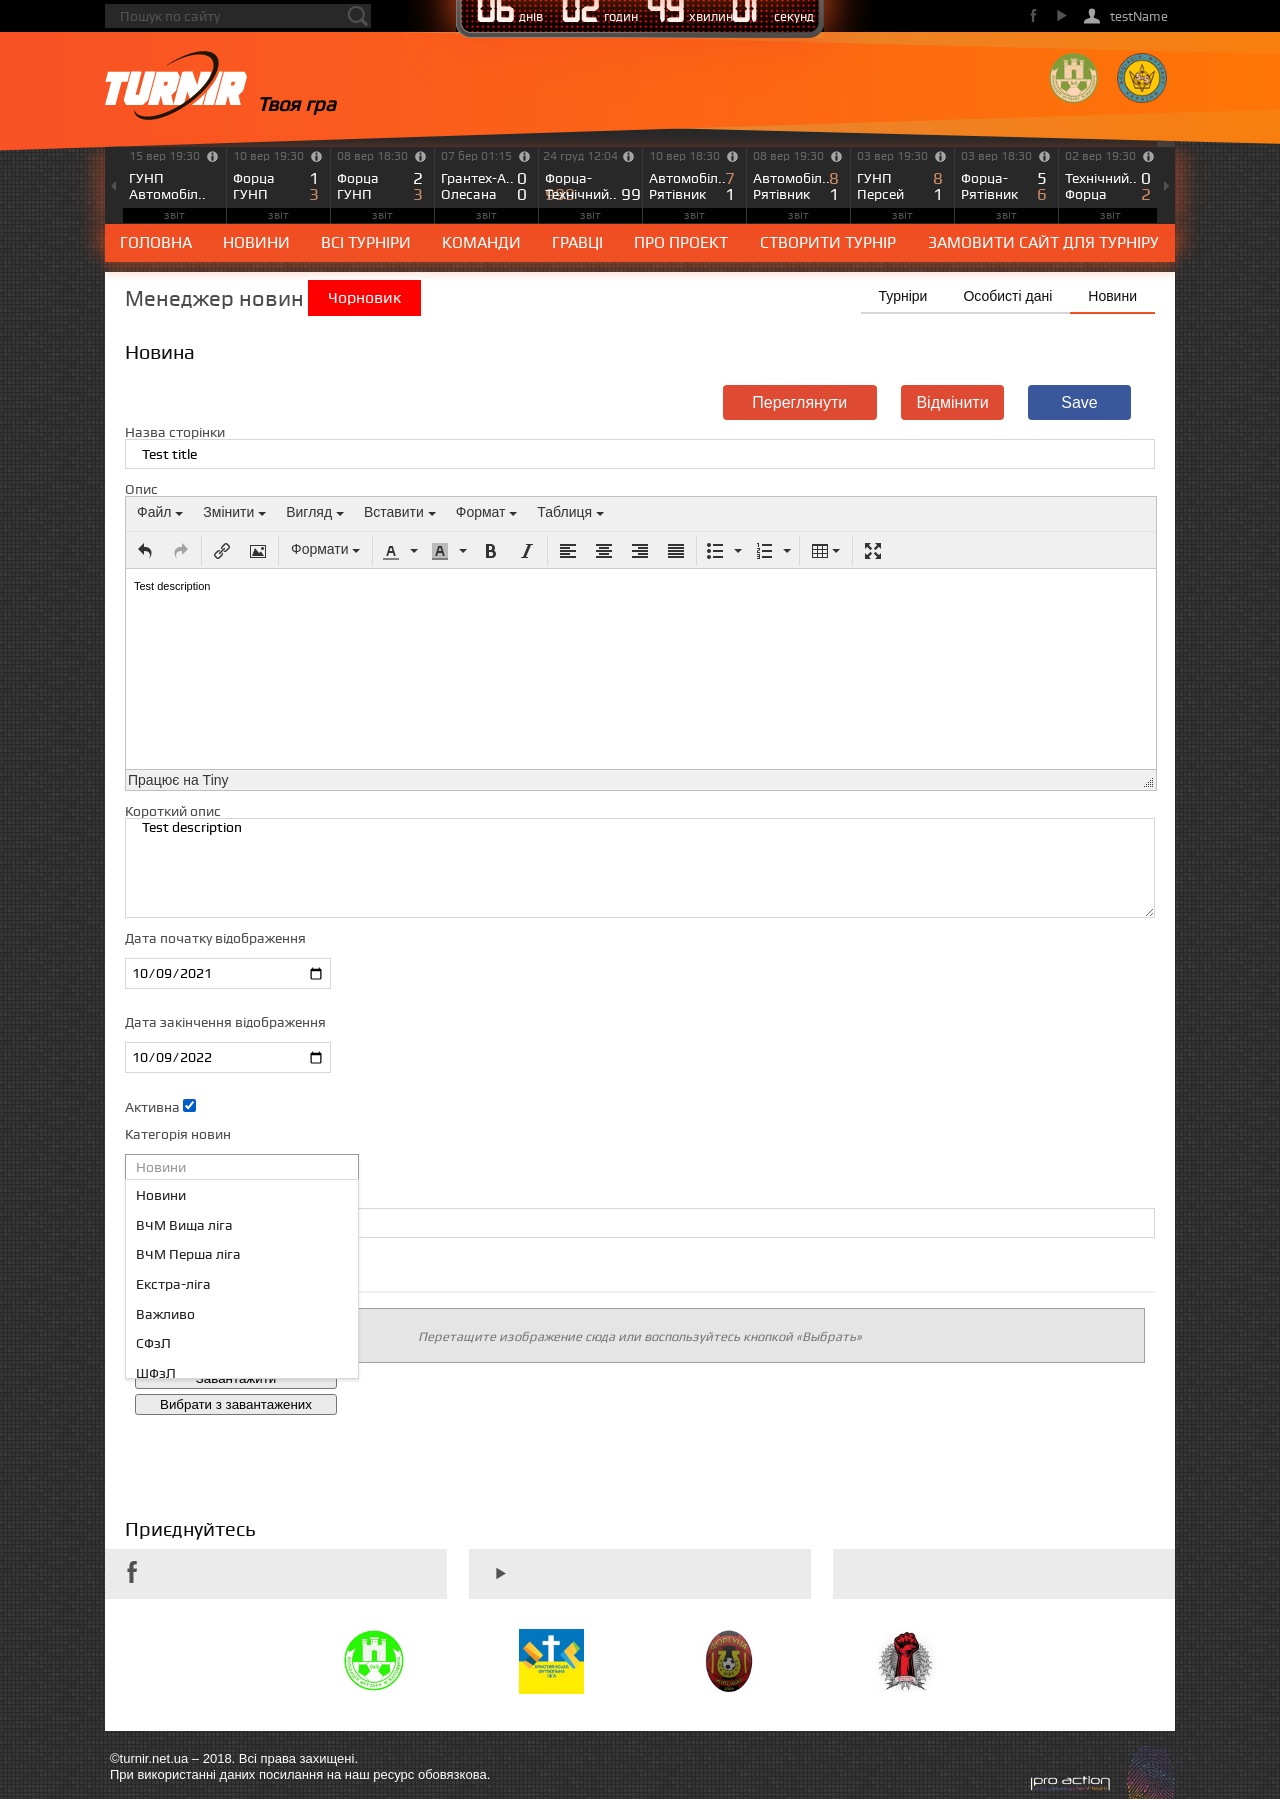 Пошук по сайту
06 днів 02 годин 49 хвилин 01 секунд
testName
TURNIR Твоя гра
15 вер 19:30 10 вер 19:30 08 вер 18:30 07 бер 01:15 24 груд 12:04 10 вер 18:30 08 вер 19:30 03 вер 19:30 03 вер 18:30 02 вер 19:30
ГУНП Форца 1 Форца 2 Грантех-А.. 0 Форца- Автомобіл.. 7 Автомобіл.. 8 ГУНП 8 Форца- 5 Технічний.. 0
Автомобіл.. ГУНП 3 ГУНП 3 Олесана 0 Технічний.. 99 Рятівник 1 Рятівник 1 Персей 1 Рятівник 6 Форца 2
ЗВІТ ЗВІТ ЗВІТ ЗВІТ ЗВІТ ЗВІТ ЗВІТ ЗВІТ ЗВІТ ЗВІТ
ГОЛОВНА НОВИНИ ВСІ ТУРНІРИ КОМАНДИ ГРАВЦІ ПРО ПРОЕКТ СТВОРИТИ ТУРНІР ЗАМОВИТИ САЙТ ДЛЯ ТУРНІРУ
Менеджер новин Чорновик Турніри Особисті дані Новини
Новина
Переглянути Відмінити Save
Назва сторінки
Test title
Опис
Файл Змінити Вигляд Вставити Формат Таблиця
Формати A A B I
Test description
Працює на Tiny
Короткий опис
Test description
Дата початку відображення
10/09/2021
Дата закінчення відображення
10/09/2022
Активна
Категорія новин
Новини
Новини
ВЧМ Вища ліга
ВЧМ Перша ліга
Екстра-ліга
Важливо
СФзЛ
ШФзЛ
Перетащите изображение сюда или воспользуйтесь кнопкой «Выбрать»
Завантажити
Вибрати з завантажених
Приєднуйтесь
©turnir.net.ua – 2018. Всі права захищені.
При використанні даних посилання на наш ресурс обовязкова.
pro action